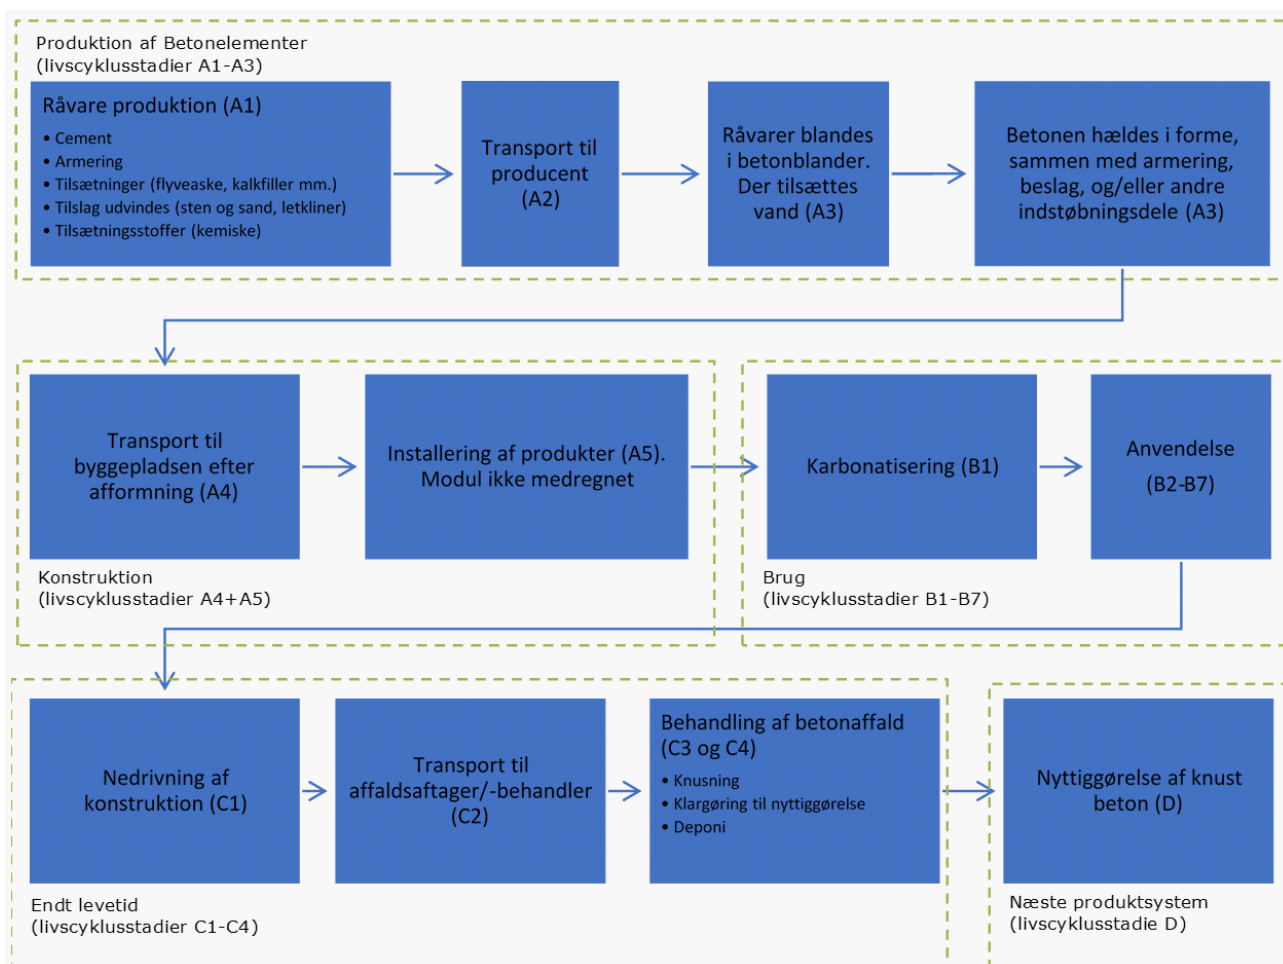 Produktion af Betonelementer
(livscyklusstadier A1-A3)
Råvare produktion (A1)
• Cement
• Armering
• Tilsætninger (flyveaske, kalkfiller mm.)
• Tilslag udvindes (sten og sand, letkliner)
• Tilsætningsstoffer (kemiske)
Transport til
producent
(A2)
Råvarer blandes
i betonblander.
Der tilsættes
vand (A3)
Betonen hældes i forme,
sammen med armering,
beslag, og/eller andre
indstøbningsdele (A3)
Transport til
byggepladsen efter
afformning (A4)
Installering af produkter (A5).
Modul ikke medregnet
Konstruktion
(livscyklusstadier A4+A5)
Karbonatisering (B1)
Anvendelse
(B2-B7)
Brug
(livscyklusstadier B1-B7)
Nedrivning af
konstruktion (C1)
Transport til
affaldsaftager/-behandler
(C2)
Behandling af betonaffald
(C3 og C4)
• Knusning
• Klargøring til nyttiggørelse
• Deponi
Endt levetid
(livscyklusstadier C1-C4)
Nyttiggørelse af knust
beton (D)
Næste produktsystem
(livscyklusstadie D)